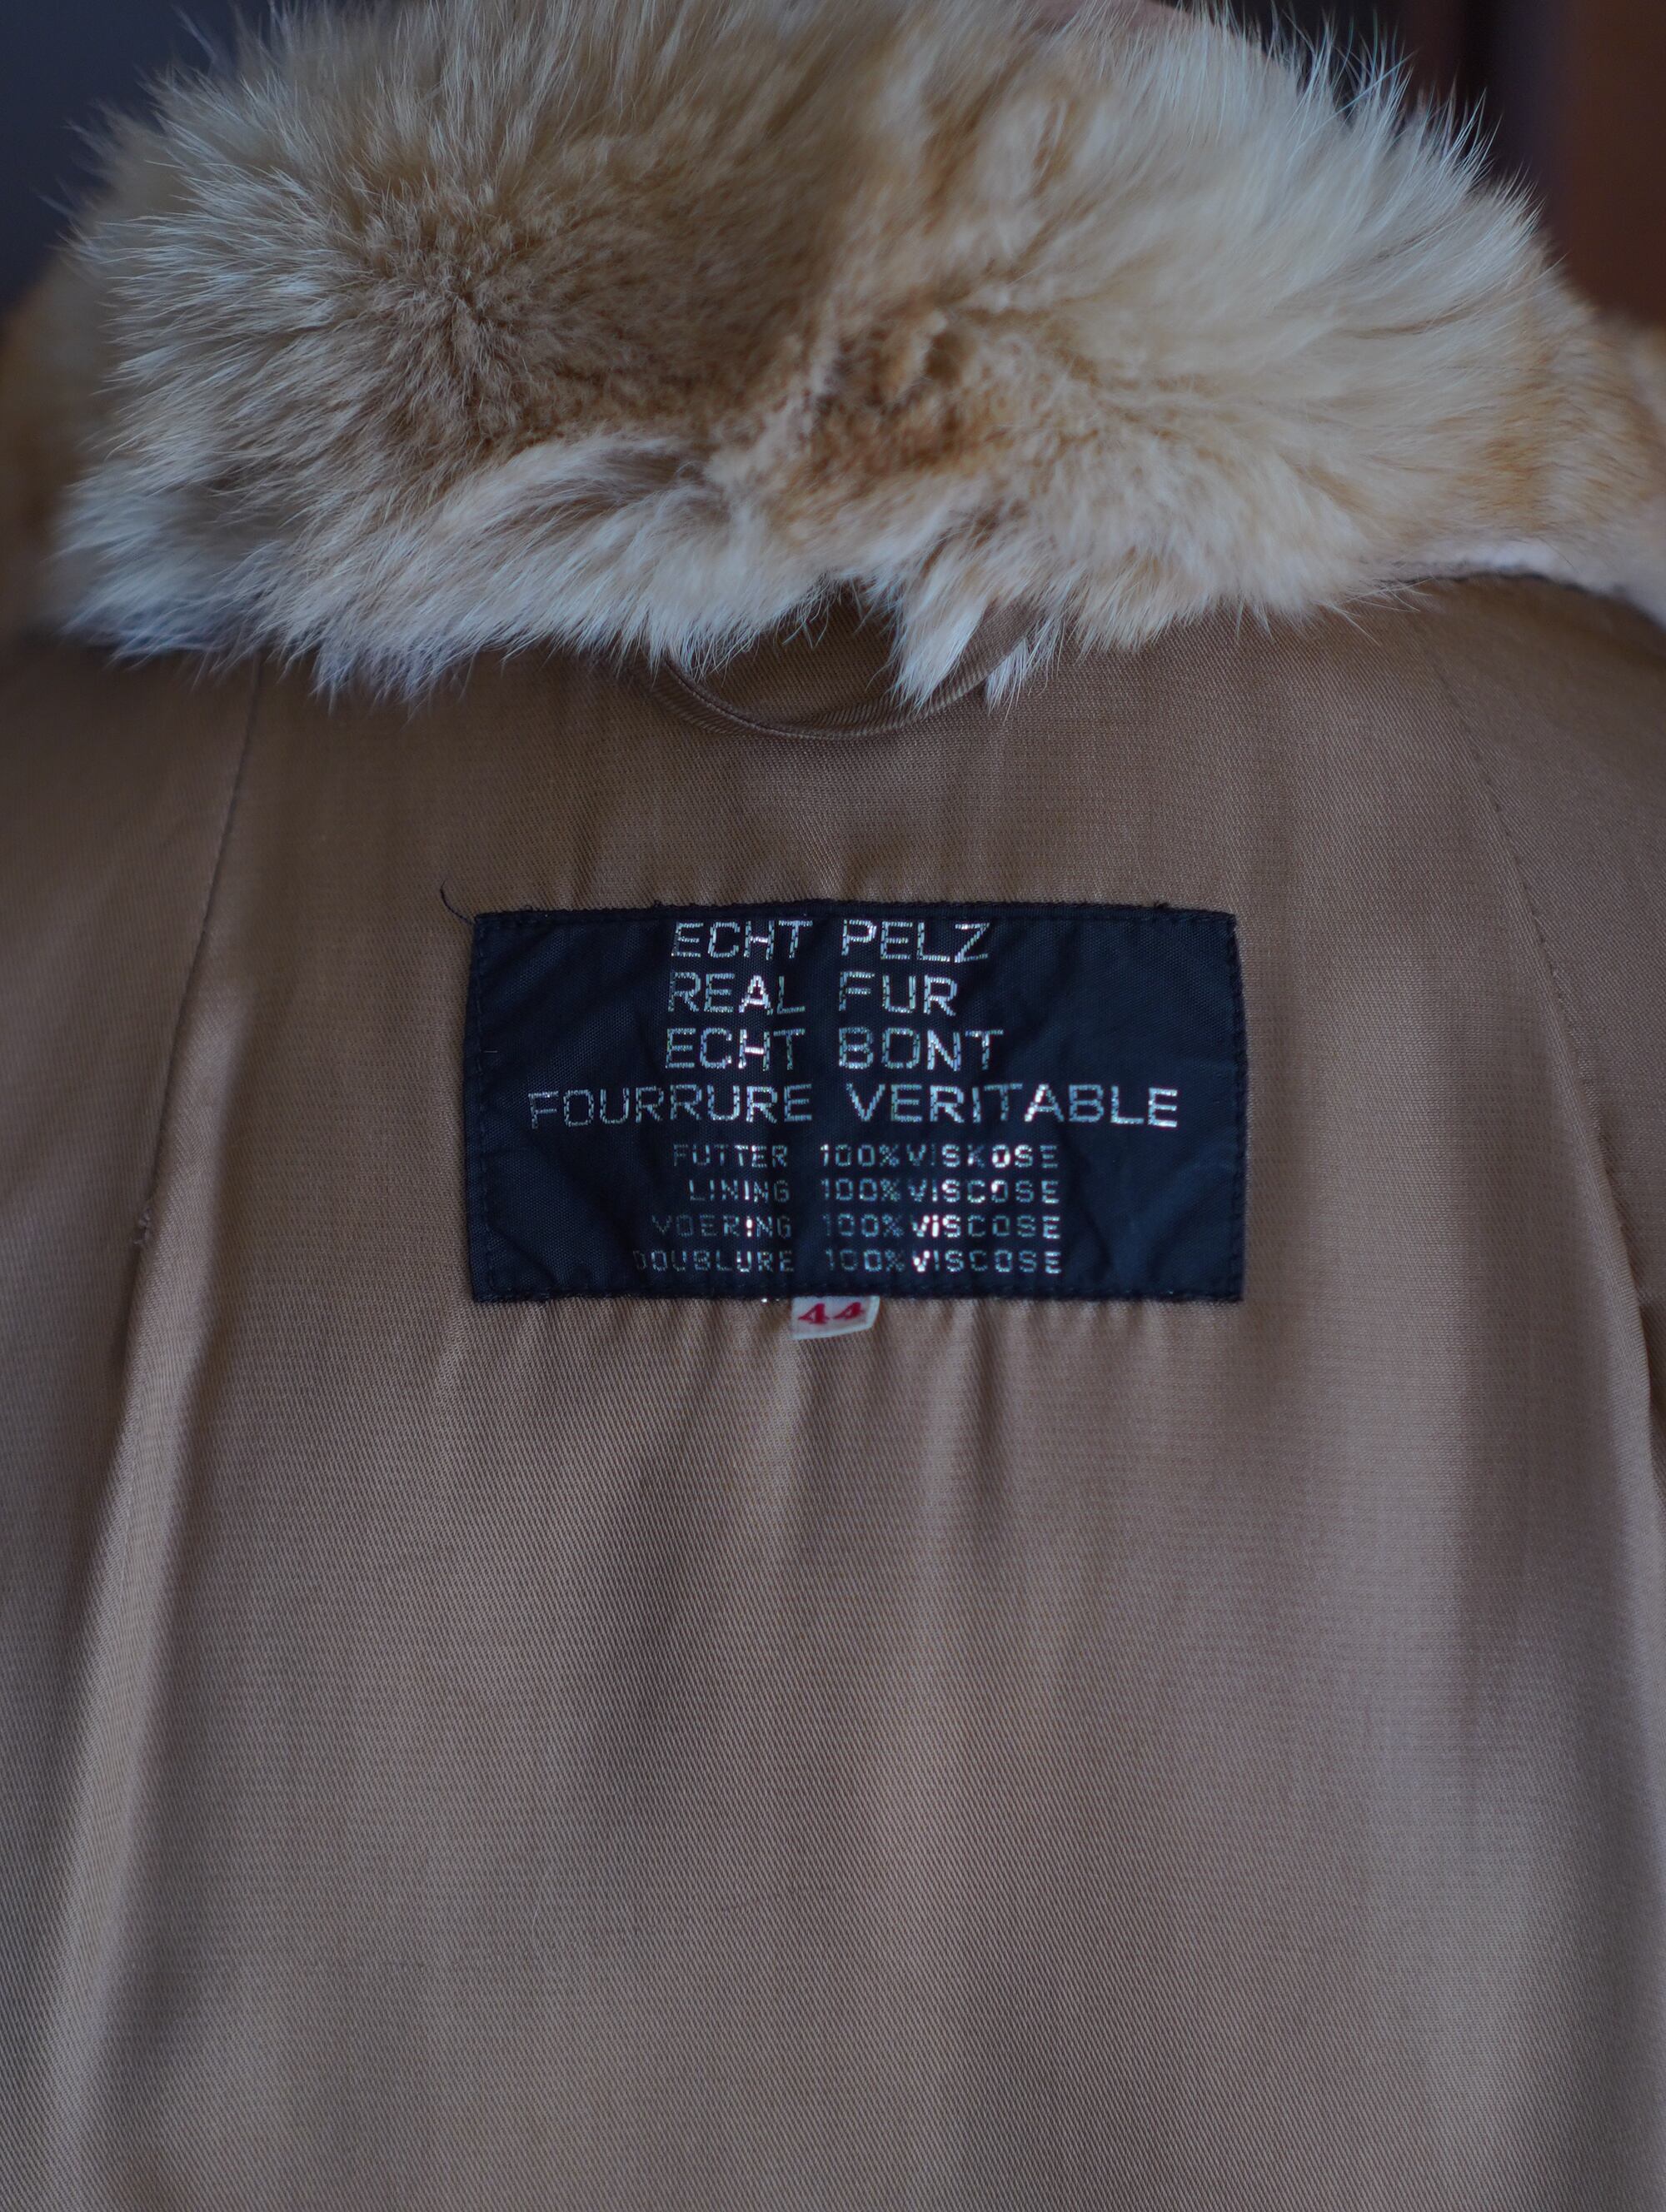 ECHT PELZ
REAL FUR
ECHT BONT
FOURRURE VERITABLE
FUTTER 100% VISKOSE
LINING 100% VISCOSE
VOERING 100% VISCOSE
DOUBLURE 100% VISCOSE
44